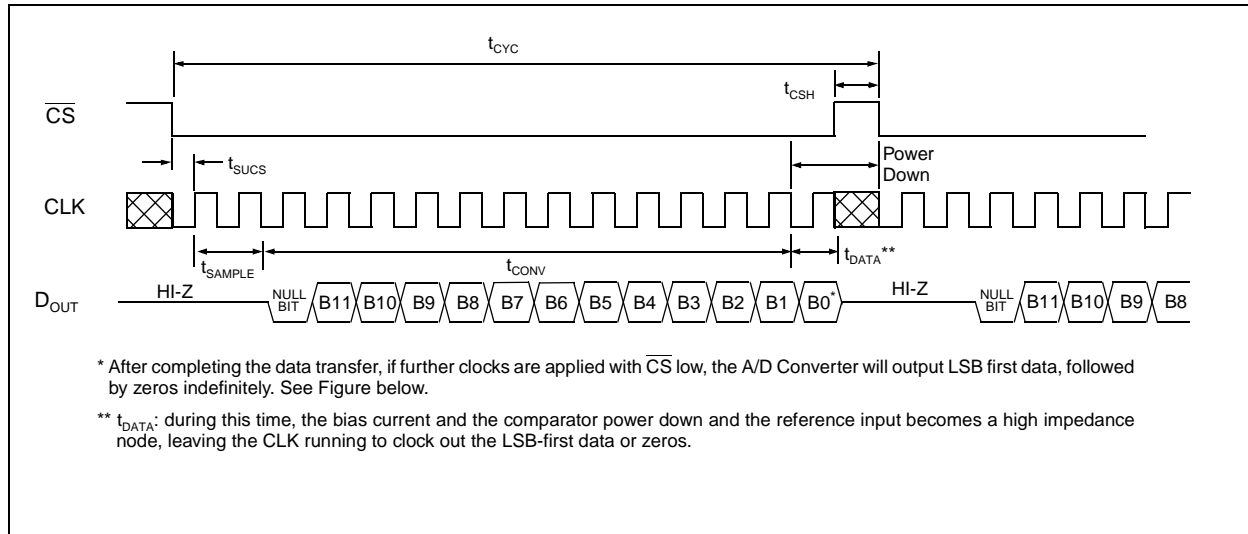 tCYC
tCSH
CS
tSUCS
Power
Down
CLK
tSAMPLE
tCONV
tDATA**
DOUT
HI-Z
NULL
BIT
B11 B10 B9 B8 B7 B6 B5 B4 B3 B2 B1 B0*
HI-Z
NULL
BIT
B11 B10 B9 B8
* After completing the data transfer, if further clocks are applied with CS low, the A/D Converter will output LSB first data, followed
by zeros indefinitely. See Figure below.
** tDATA: during this time, the bias current and the comparator power down and the reference input becomes a high impedance
node, leaving the CLK running to clock out the LSB-first data or zeros.